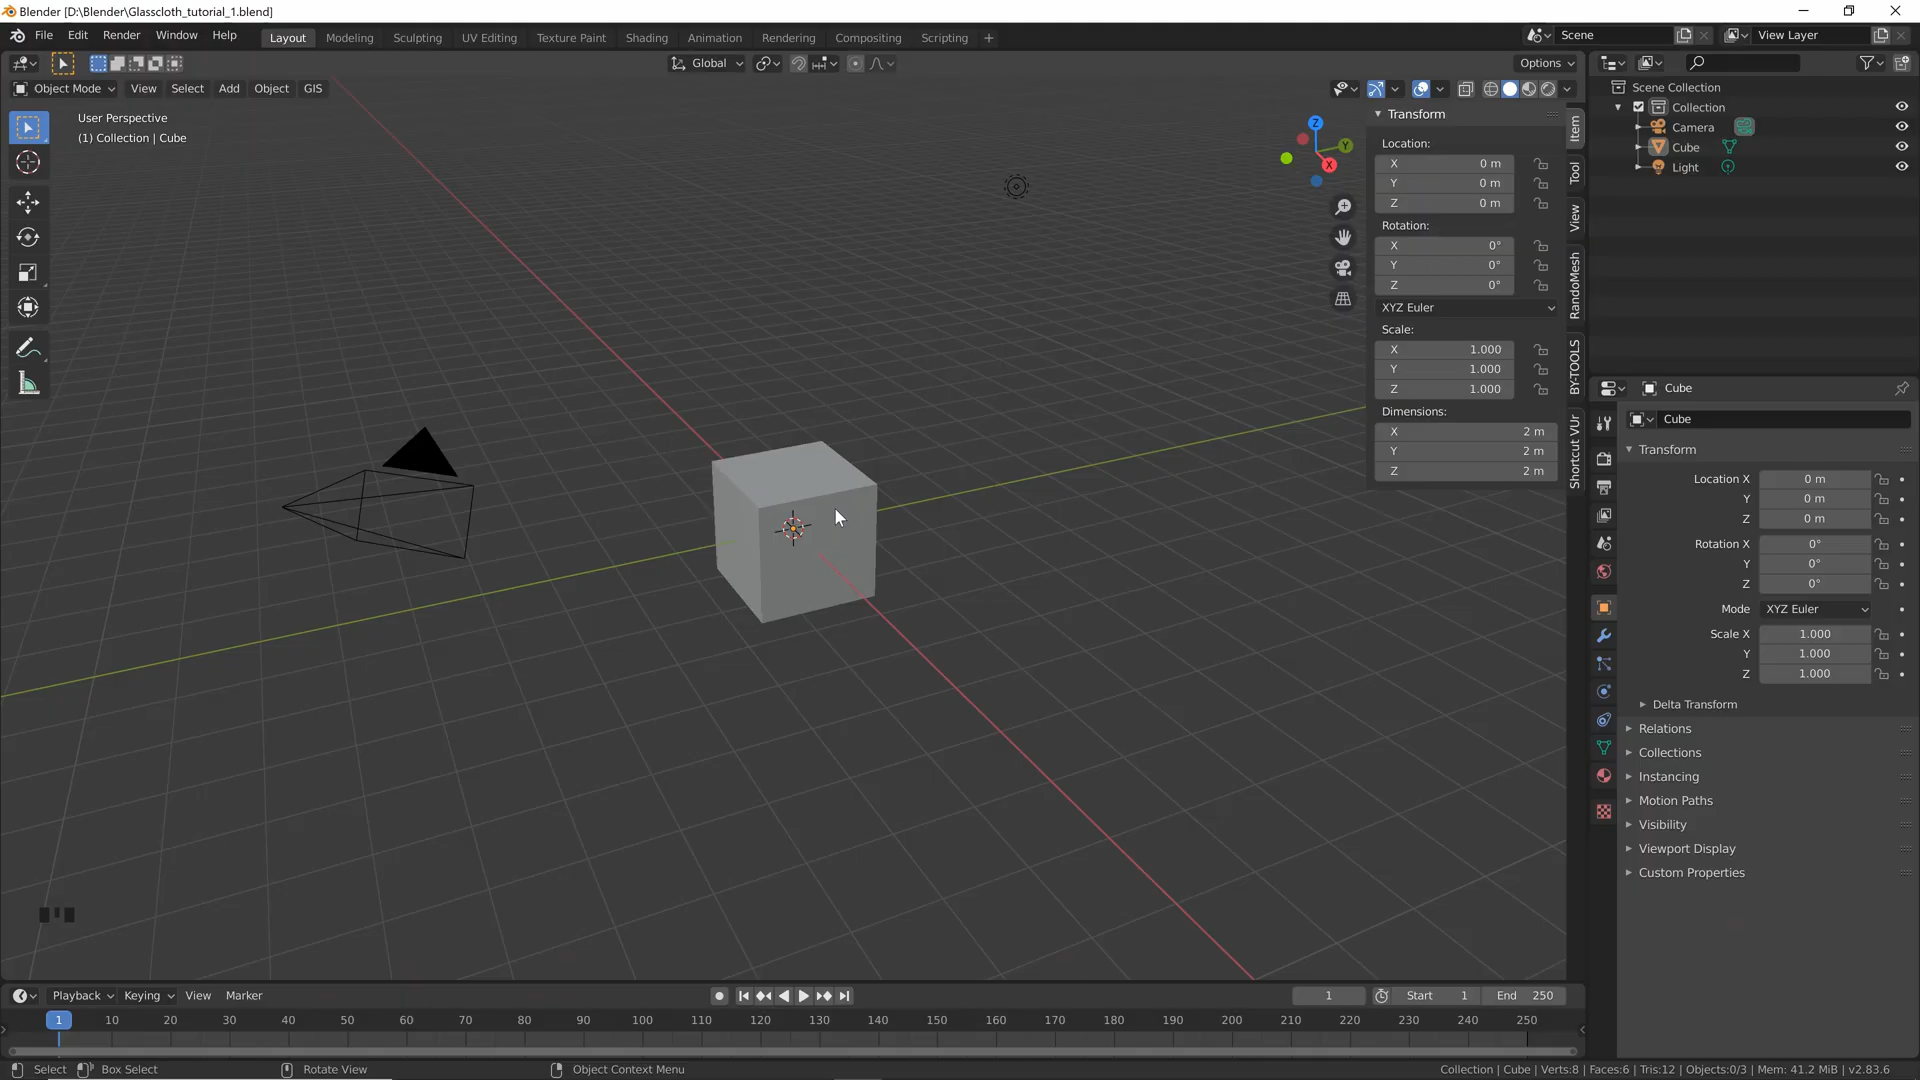 Blender [D:\Blender\Glasscloth_tutorial_1.blend]
File Edit Render Window Help
Layout Modeling Sculpting UV Editing Texture Paint Shading Animation Rendering Compositing Scripting +
Scene
View Layer
Global
Options
Object Mode View Select Add Object GIS
User Perspective
(1) Collection | Cube
Z
Y
X
Transform
Location:
X 0 m
Y 0 m
Z 0 m
Rotation:
X 0°
Y 0°
Z 0°
XYZ Euler
Scale:
X 1.000
Y 1.000
Z 1.000
Dimensions:
X 2 m
Y 2 m
Z 2 m
Item
Tool
View
RandoMesh
BY-TOOLS
Shortcut VUr
Scene Collection
Collection
Camera
Cube
Light
Cube
Cube
Transform
Location X 0 m
Y 0 m
Z 0 m
Rotation X 0°
Y 0°
Z 0°
Mode XYZ Euler
Scale X 1.000
Y 1.000
Z 1.000
Delta Transform
Relations
Collections
Instancing
Motion Paths
Visibility
Viewport Display
Custom Properties
Playback Keying View Marker
1
Start 1
End 250
1 10 20 30 40 50 60 70 80 90 100 110 120 130 140 150 160 170 180 190 200 210 220 230 240 250
Select Box Select Rotate View Object Context Menu
Collection | Cube | Verts:8 | Faces:6 | Tris:12 | Objects:0/3 | Mem: 41.2 MiB | v2.83.6